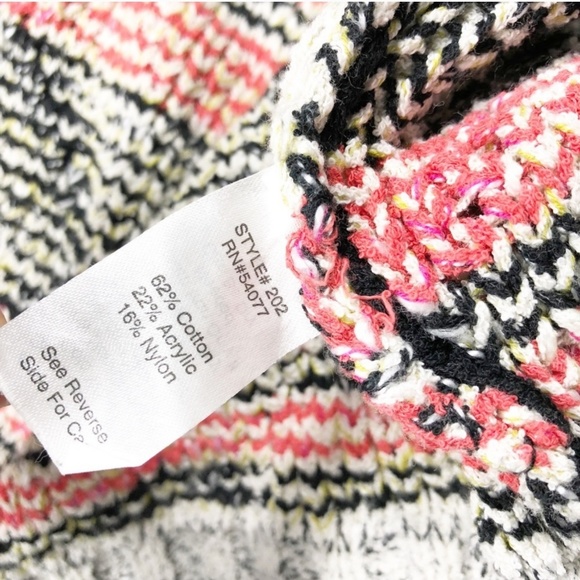 STYLE# 202
RN#54077
62% Cotton
22% Acrylic
16% Nylon
See Reverse
Side For